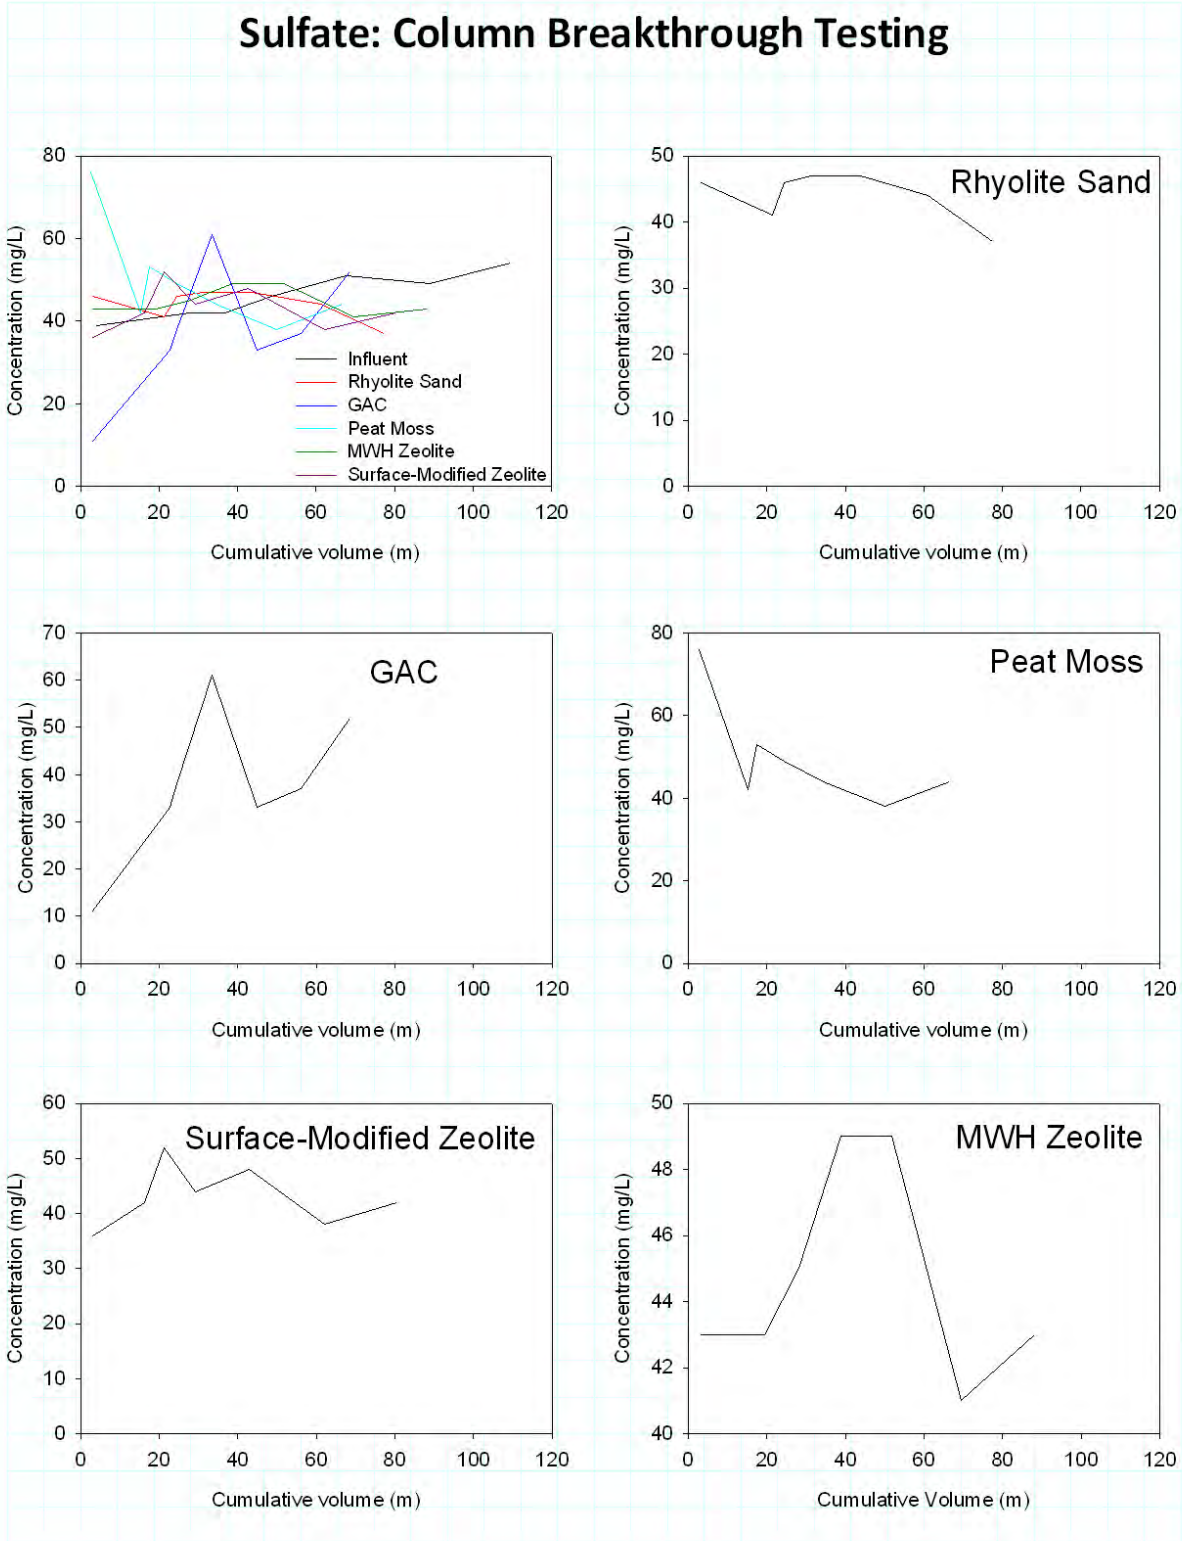 Sulfate: Column Breakthrough Testing
80
60
40
20
0
Concentration (mg/L)
Influent
Rhyolite Sand
GAC
Peat Moss
MWH Zeolite
Surface-Modified Zeolite
0 20 40 60 80 100 120
Cumulative volume (m)
Rhyolite Sand
50
40
30
20
10
0
Concentration (mg/L)
0 20 40 60 80 100 120
Cumulative volume (m)
GAC
70
60
50
40
30
20
10
0
Concentration (mg/L)
0 20 40 60 80 100 120
Cumulative volume (m)
Peat Moss
80
60
40
20
0
Concentration (mg/L)
0 20 40 60 80 100 120
Cumulative volume (m)
Surface-Modified Zeolite
60
50
40
30
20
10
0
Concentration (mg/L)
0 20 40 60 80 100 120
Cumulative volume (m)
MWH Zeolite
50
48
46
44
42
40
Concentration (mg/L)
0 20 40 60 80 100 120
Cumulative Volume (m)